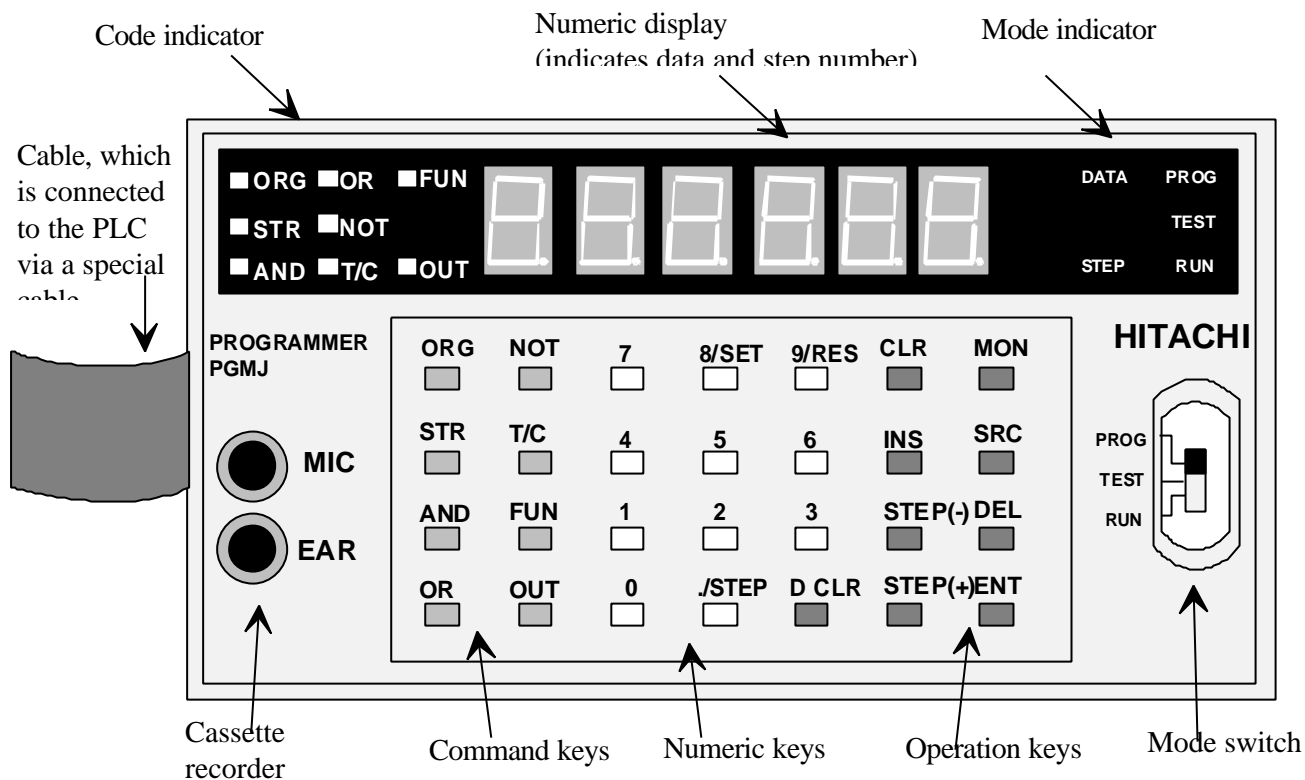 Code indicator
Numeric display
(indicates data and step number)
Mode indicator
Cable, which
is connected
to the PLC
via a special
cable
ORG OR FUN
STR NOT
AND T/C OUT
DATA PROG
TEST
STEP RUN
PROGRAMMER
PGMJ
HITACHI
ORG NOT 7 8/SET 9/RES CLR MON
STR T/C 4 5 6 INS SRC
AND FUN 1 2 3 STEP(-) DEL
OR OUT 0 ./STEP D CLR STEP(+) ENT
MIC
EAR
PROG
TEST
RUN
Cassette
recorder
Command keys
Numeric keys
Operation keys
Mode switch